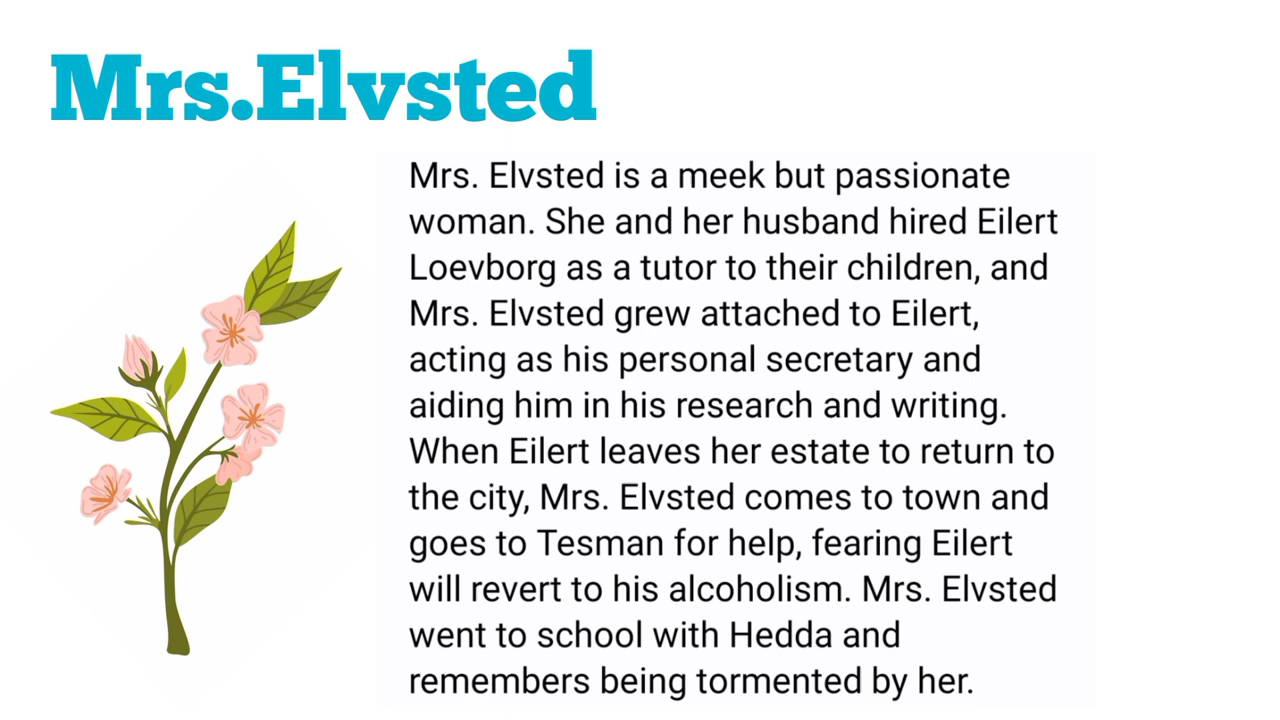 Mrs.Elvsted
Mrs. Elvsted is a meek but passionate
woman. She and her husband hired Eilert
Loevborg as a tutor to their children, and
Mrs. Elvsted grew attached to Eilert,
acting as his personal secretary and
aiding him in his research and writing.
When Eilert leaves her estate to return to
the city, Mrs. Elvsted comes to town and
goes to Tesman for help, fearing Eilert
will revert to his alcoholism. Mrs. Elvsted
went to school with Hedda and
remembers being tormented by her.